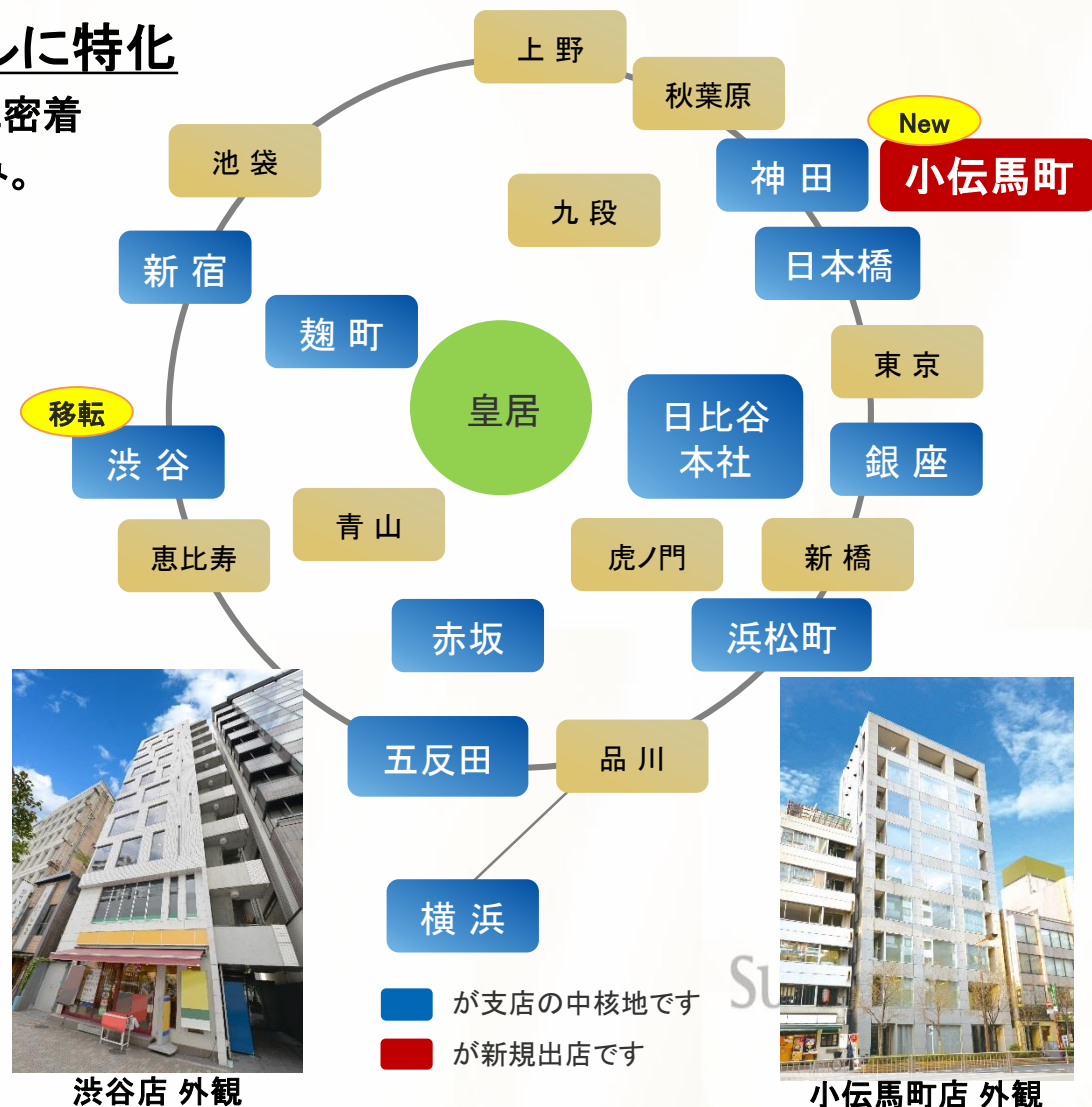 ルに特化
密着
。
上 野
秋葉原
New
池 袋
神 田
小伝馬町
九 段
新 宿
日本橋
麹 町
東 京
皇居
移転
日比谷
本社
渋 谷
銀 座
青 山
恵比寿
虎ノ門
新 橋
赤坂
浜松町
五反田
品 川
横 浜
が支店の中核地です
Su
が新規出店です
渋谷店 外観
小伝馬町店 外観